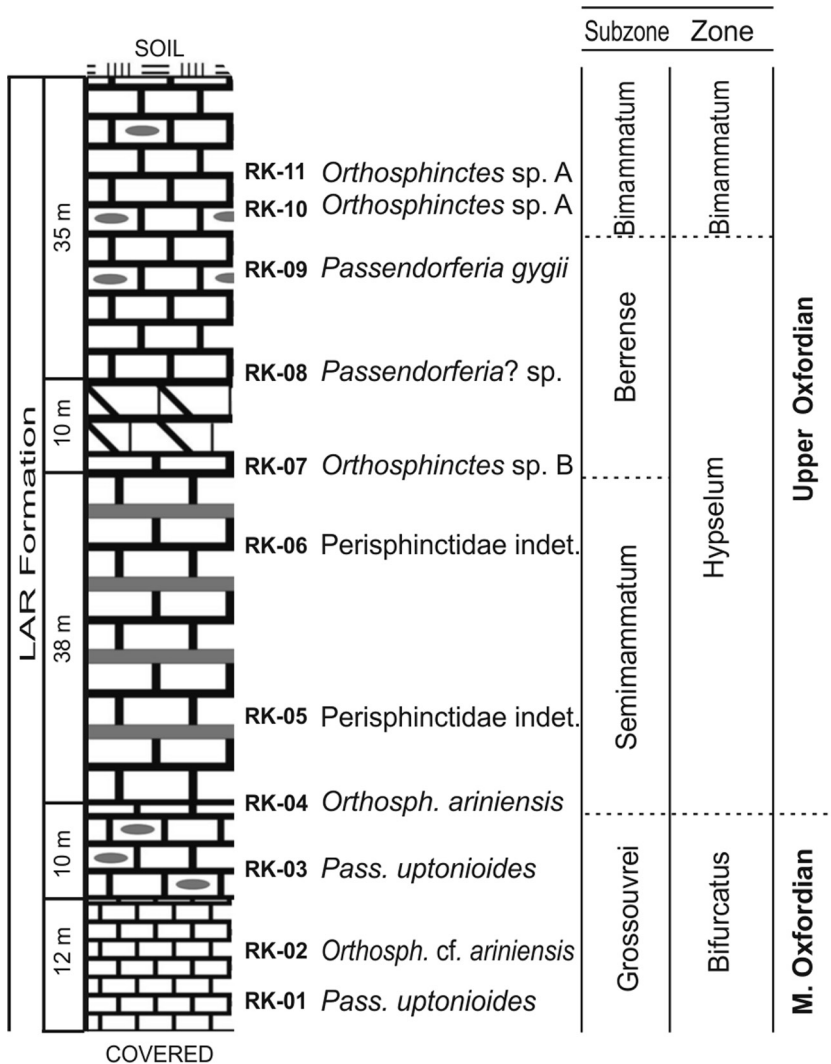 Subzone Zone
SOIL
LAR Formation
35 m
10 m
38 m
10 m
12 m
RK-11 Orthosphinctes sp. A
RK-10 Orthosphinctes sp. A
RK-09 Passendorferia gygii
RK-08 Passendorferia? sp.
RK-07 Orthosphinctes sp. B
RK-06 Perisphinctidae indet.
RK-05 Perisphinctidae indet.
RK-04 Orthosph. ariniensis
RK-03 Pass. uptonioides
RK-02 Orthosph. cf. ariniensis
RK-01 Pass. uptonioides
Bimammatum
Berrense
Semimammatum
Grossouvrei
Bimammatum
Hypselum
Bifurcatus
Upper Oxfordian
M. Oxfordian
COVERED